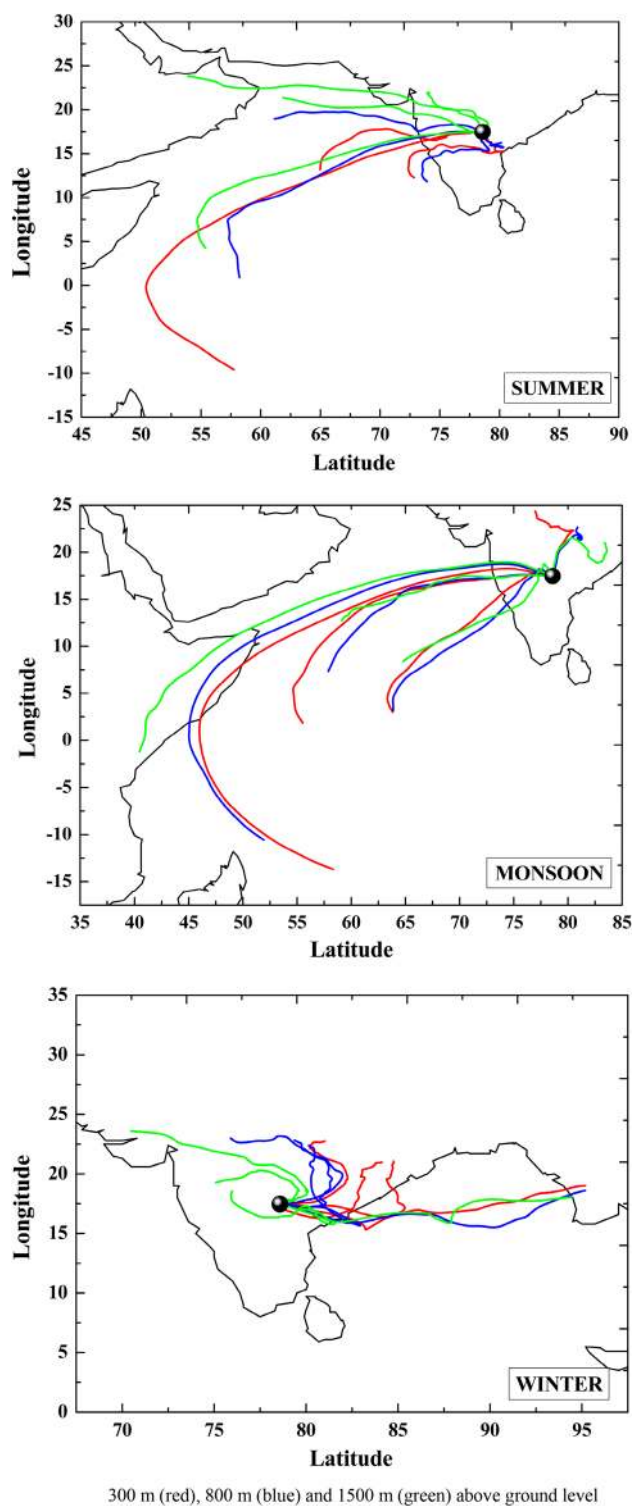 30
25
20
15
10
5
0
-5
-10
-15
Longitude
45 50 55 60 65 70 75 80 85 90
Latitude
SUMMER
25
20
15
10
5
0
-5
-10
-15
Longitude
35 40 45 50 55 60 65 70 75 80 85
Latitude
MONSOON
35
30
25
20
15
10
5
0
Longitude
70 75 80 85 90 95
Latitude
WINTER
300 m (red), 800 m (blue) and 1500 m (green) above ground level